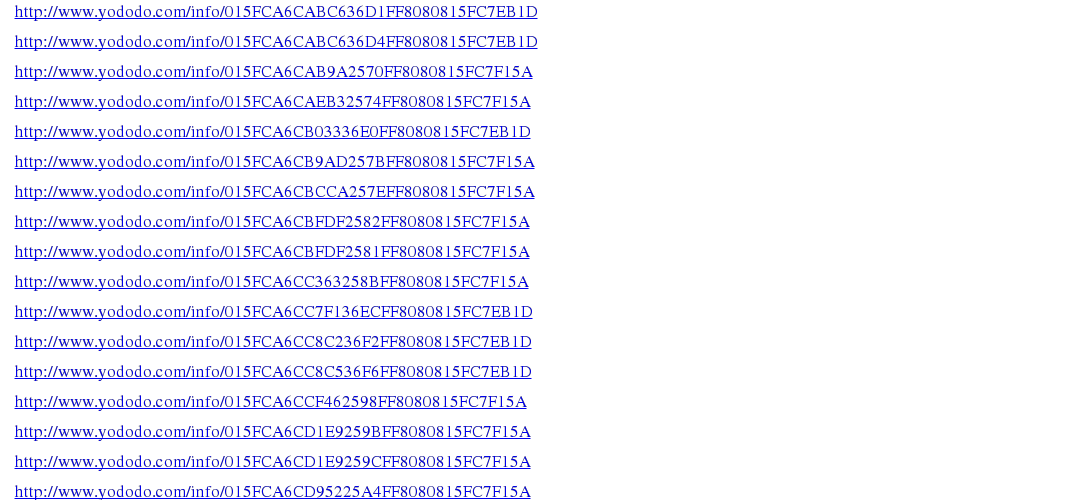 http://www.yododo.com/info/015FCA6CABC636D1FF8080815FC7EB1D
http://www.yododo.com/info/015FCA6CABC636D4FF8080815FC7EB1D
http://www.yododo.com/info/015FCA6CAB9A2570FF8080815FC7F15A
http://www.yododo.com/info/015FCA6CAEB32574FF8080815FC7F15A
http://www.yododo.com/info/015FCA6CB03336E0FF8080815FC7EB1D
http://www.yododo.com/info/015FCA6CB9AD257BFF8080815FC7F15A
http://www.yododo.com/info/015FCA6CBCCA257EFF8080815FC7F15A
http://www.yododo.com/info/015FCA6CBFDF2582FF8080815FC7F15A
http://www.yododo.com/info/015FCA6CBFDF2581FF8080815FC7F15A
http://www.yododo.com/info/015FCA6CC363258BFF8080815FC7F15A
http://www.yododo.com/info/015FCA6CC7F136ECFF8080815FC7EB1D
http://www.yododo.com/info/015FCA6CC8C236F2FF8080815FC7EB1D
http://www.yododo.com/info/015FCA6CC8C536F6FF8080815FC7EB1D
http://www.yododo.com/info/015FCA6CCF462598FF8080815FC7F15A
http://www.yododo.com/info/015FCA6CD1E9259BFF8080815FC7F15A
http://www.yododo.com/info/015FCA6CD1E9259CFF8080815FC7F15A
http://www.yododo.com/info/015FCA6CD95225A4FF8080815FC7F15A